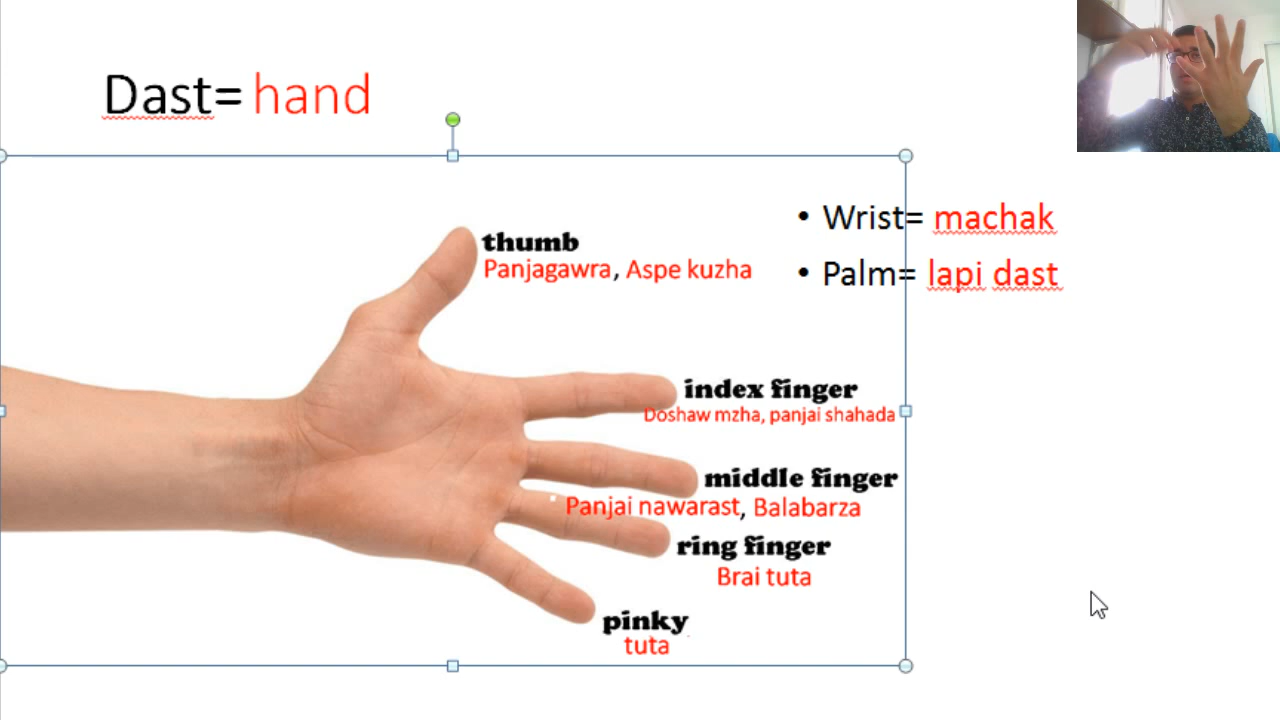 Dast= hand
• Wrist= machak
• Palm= lapi dast
thumb
Panjagawra, Aspe kuzha
index finger
Doshaw mzha, panjai shahada
middle finger
Panjai nawarast, Balabarza
ring finger
Brai tuta
pinky
tuta